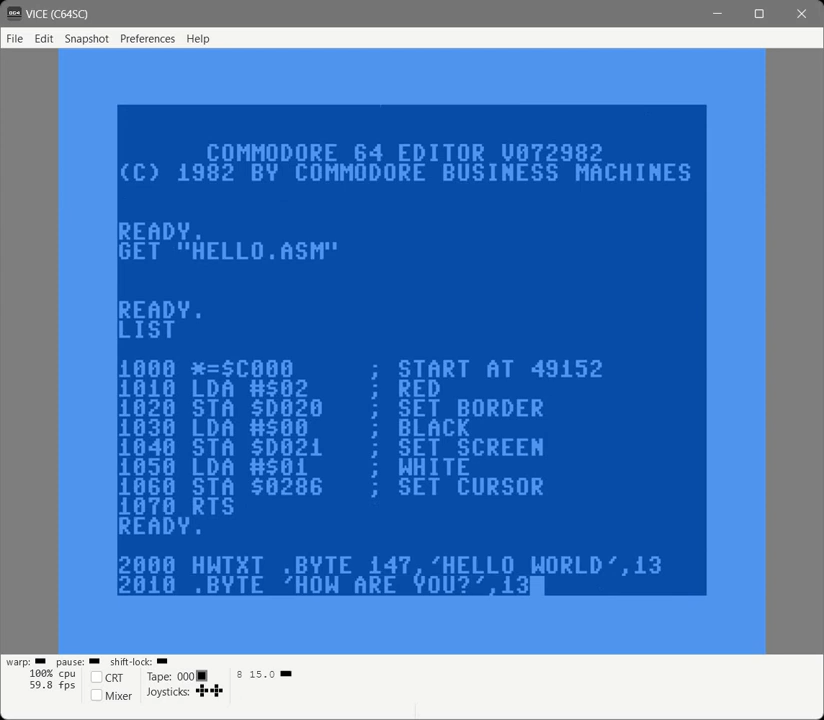 VICE (C64SC)
File Edit Snapshot Preferences Help
COMMODORE 64 EDITOR V072982
(C) 1982 BY COMMODORE BUSINESS MACHINES
READY.
GET "HELLO.ASM"
READY.
LIST
1000 *=$C000 ; START AT 49152
1010 LDA #$02 ; RED
1020 STA $D020 ; SET BORDER
1030 LDA #$00 ; BLACK
1040 STA $D021 ; SET SCREEN
1050 LDA #$01 ; WHITE
1060 STA $0286 ; SET CURSOR
1070 RTS
READY.
2000 HWTXT .BYTE 147,'HELLO WORLD',13
2010 .BYTE 'HOW ARE YOU?',13
warp: pause: shift-lock:
100% cpu CRT Tape: 000 8 15.0
59.8 fps Mixer Joysticks: